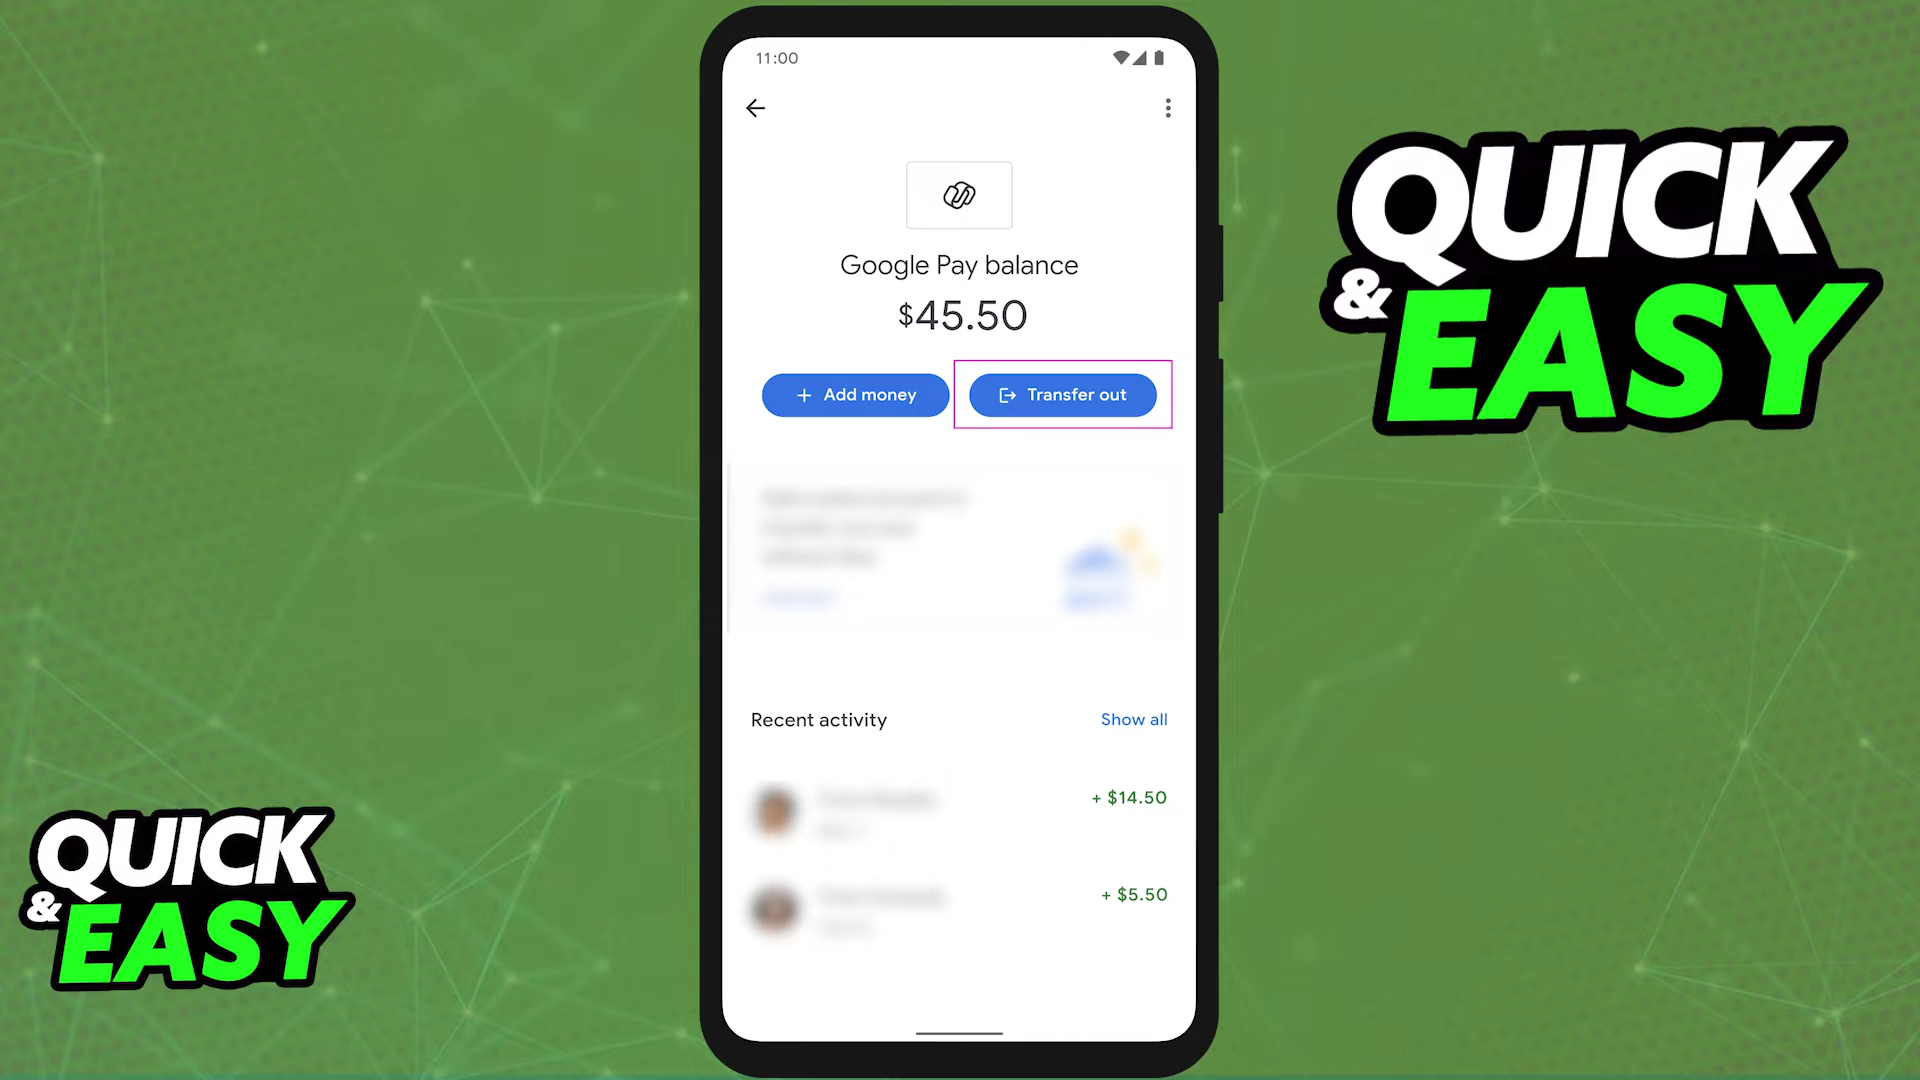 11:00
Google Pay balance
$45.50
+ Add money
Transfer out
Recent activity
Show all
+ $14.50
+ $5.50
QUICK
& EASY
QUICK
& EASY